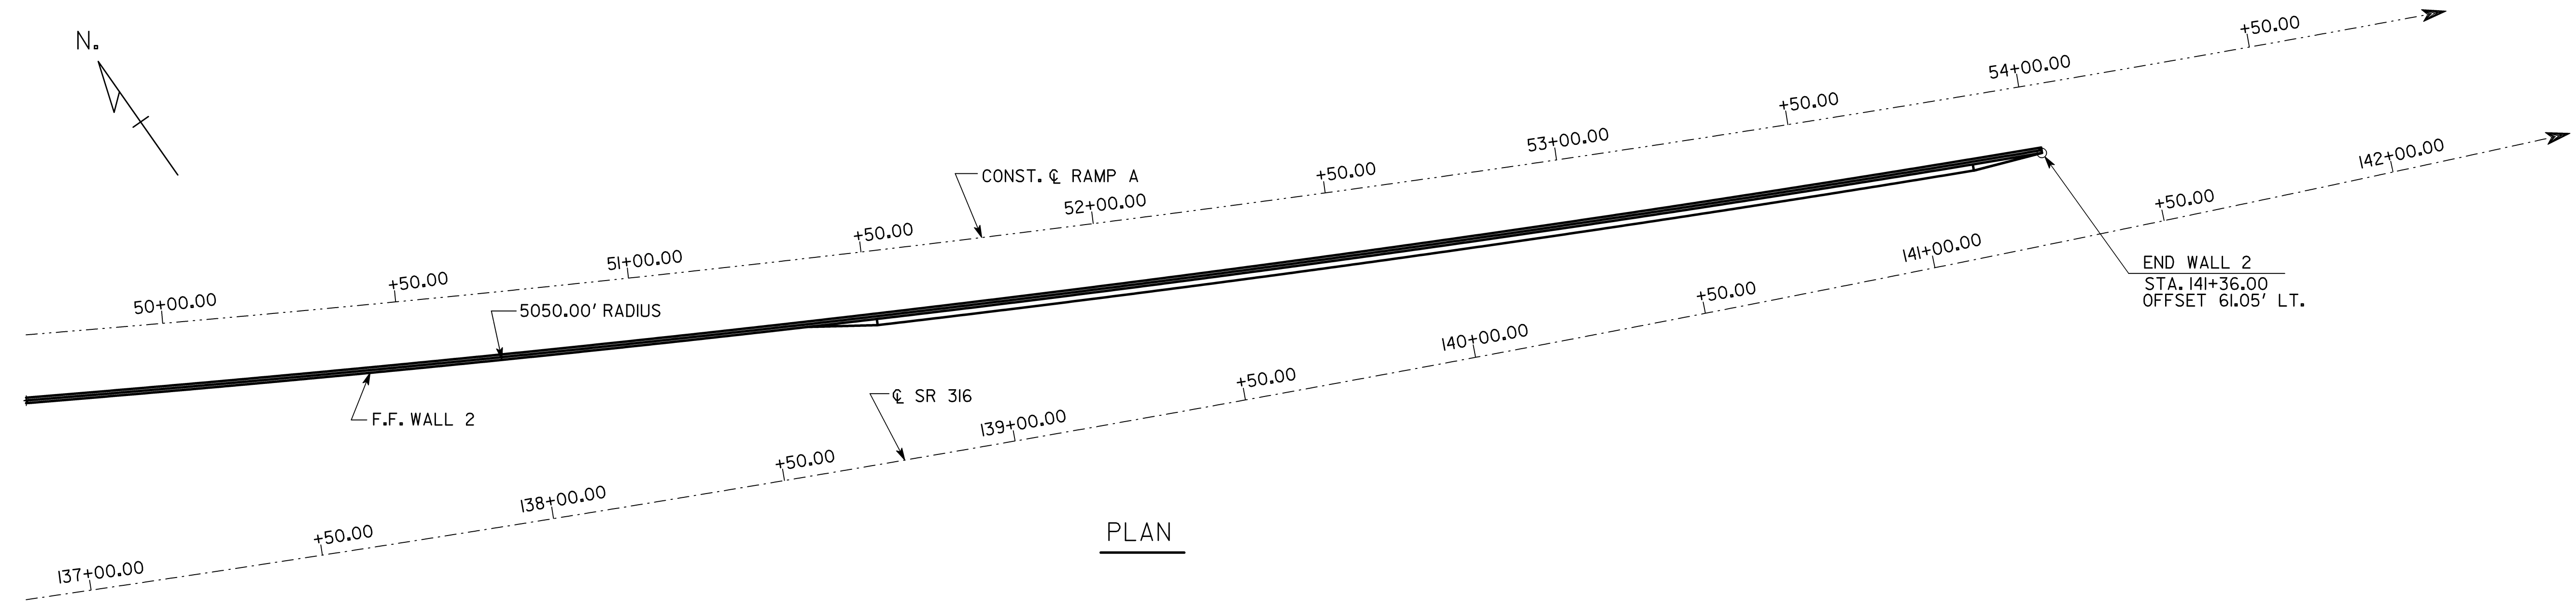 N.
+50.00
54+00.00
+50.00
53+00.00
+50.00
52+00.00
+50.00
51+00.00
+50.00
50+00.00
CONST. ℄ RAMP A
5050.00' RADIUS
F.F. WALL 2
℄ SR 316
142+00.00
+50.00
141+00.00
+50.00
140+00.00
+50.00
139+00.00
+50.00
138+00.00
+50.00
137+00.00
END WALL 2
STA. 141+36.00
OFFSET 61.05' LT.
PLAN